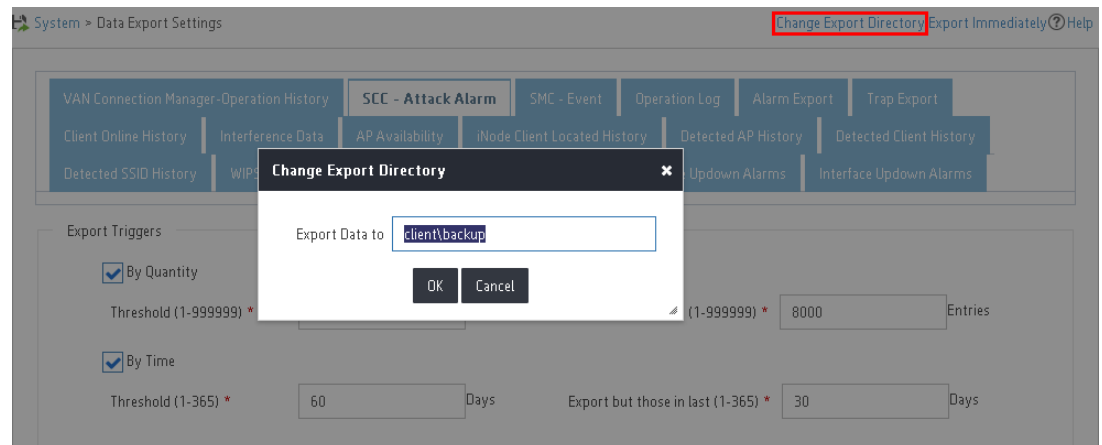 System > Data Export Settings Change Export Directory Export Immediately ? Help
VAN Connection Manager-Operation History SCC - Attack Alarm SMC - Event Operation Log Alarm Export Trap Export
Client Online History Interference Data AP Availability iNode Client Located History Detected AP History Detected Client History
Detected SSID History WIPS Updown Alarms Interface Updown Alarms
Change Export Directory
Export Data to client\backup
OK Cancel
Export Triggers
By Quantity
Threshold (1-999999) * (1-999999) * 8000 Entries
By Time
Threshold (1-365) * 60 Days Export but those in last (1-365) * 30 Days